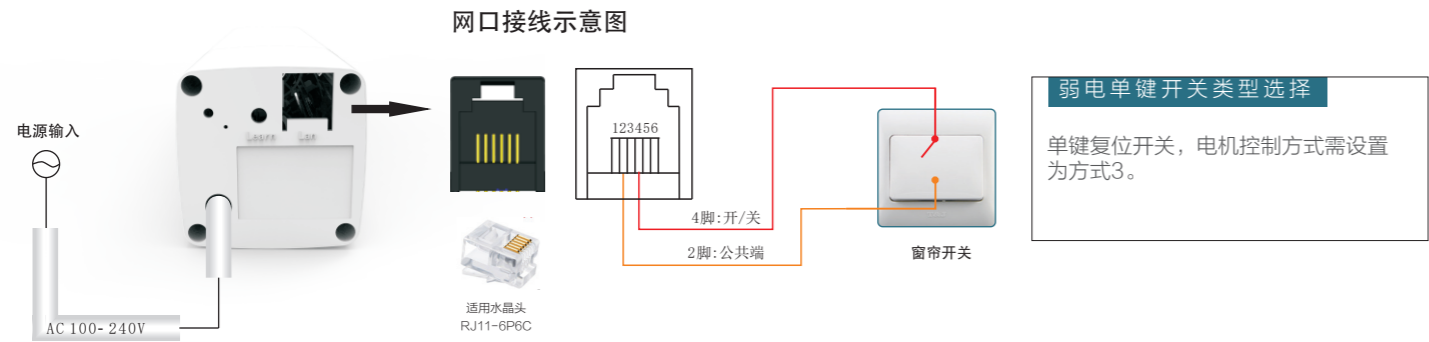 网口接线示意图
电源输入
Learn
Lan
AC 100-240V
适用水晶头
RJ11-6P6C
123456
4脚:开/关
2脚:公共端
窗帘开关
弱电单键开关类型选择
单键复位开关，电机控制方式需设置
为方式3。